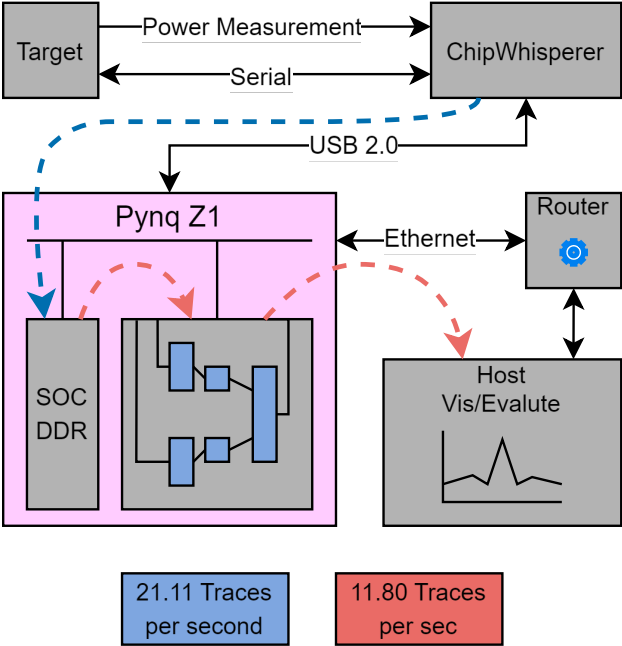 Target
Power Measurement
ChipWhisperer
Serial
USB 2.0
Pynq Z1
Ethernet
Router
SOC
DDR
Host
Vis/Evalute
21.11 Traces
per second
11.80 Traces
per sec